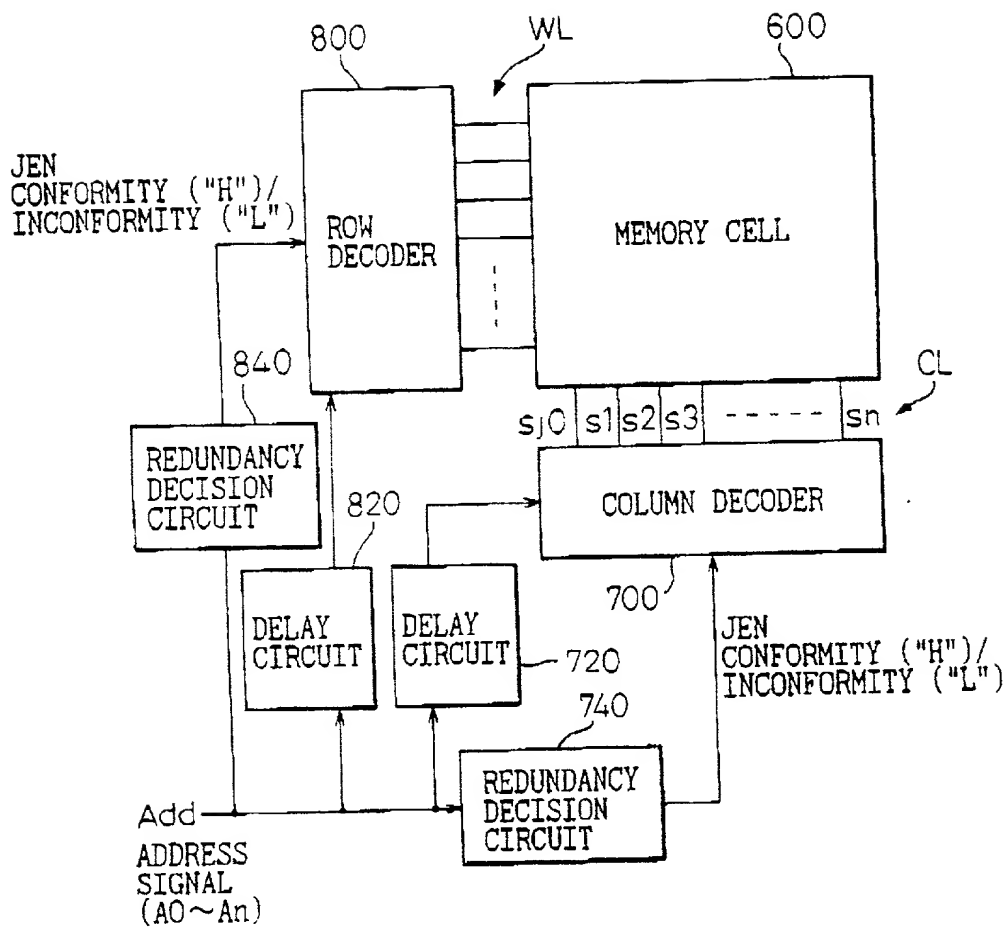 800
WL
600
JEN
CONFORMITY ("H")/
INCONFORMITY ("L")
ROW
DECODER
MEMORY CELL
840
CL
sj0 s1 s2 s3 sn
REDUNDANCY
DECISION
CIRCUIT
820
COLUMN DECODER
700
DELAY
CIRCUIT
DELAY
CIRCUIT
720
JEN
CONFORMITY ("H")/
INCONFORMITY ("L")
740
REDUNDANCY
DECISION
CIRCUIT
Add
ADDRESS
SIGNAL
(A0~An)